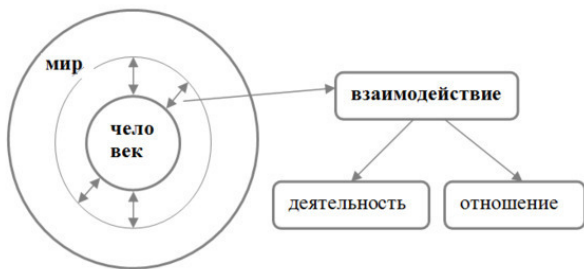 мир
чело
век
взаимодействие
деятельность
отношение